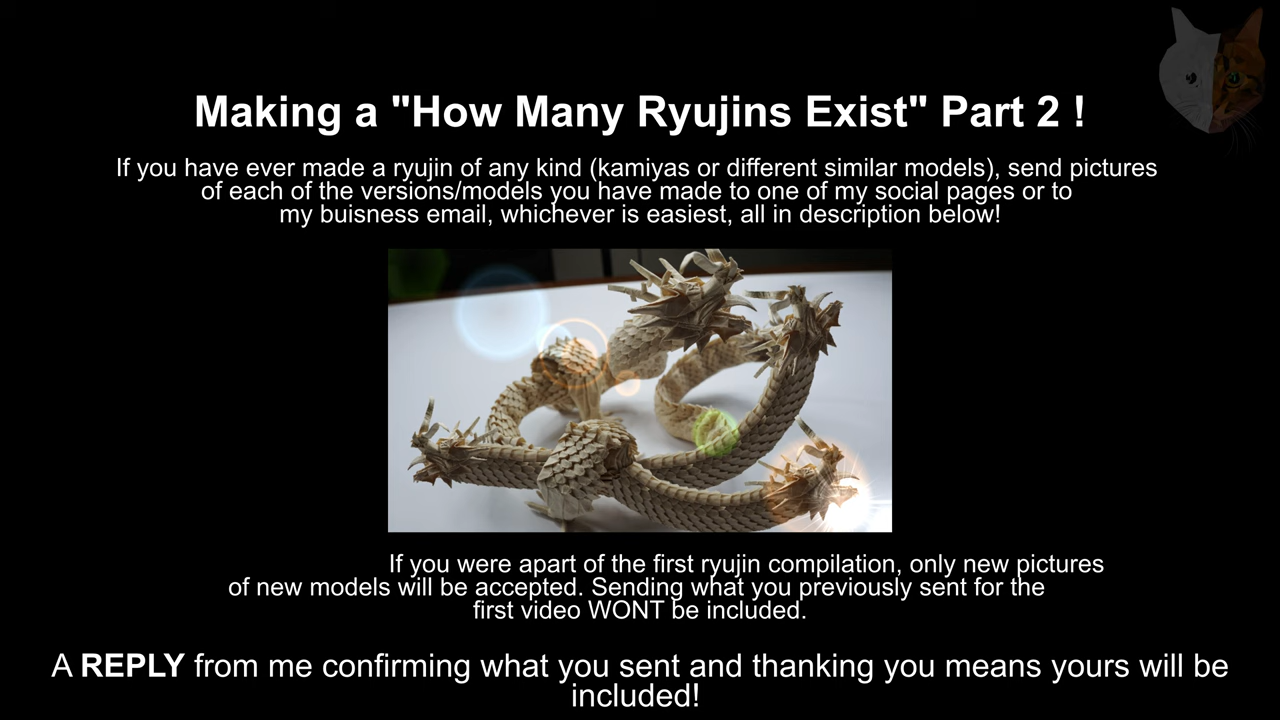 Making a "How Many Ryujins Exist" Part 2 !
If you have ever made a ryujin of any kind (kamiyas or different similar models), send pictures
of each of the versions/models you have made to one of my social pages or to
my buisness email, whichever is easiest, all in description below!
If you were apart of the first ryujin compilation, only new pictures
of new models will be accepted. Sending what you previously sent for the
first video WONT be included.
A REPLY from me confirming what you sent and thanking you means yours will be
included!